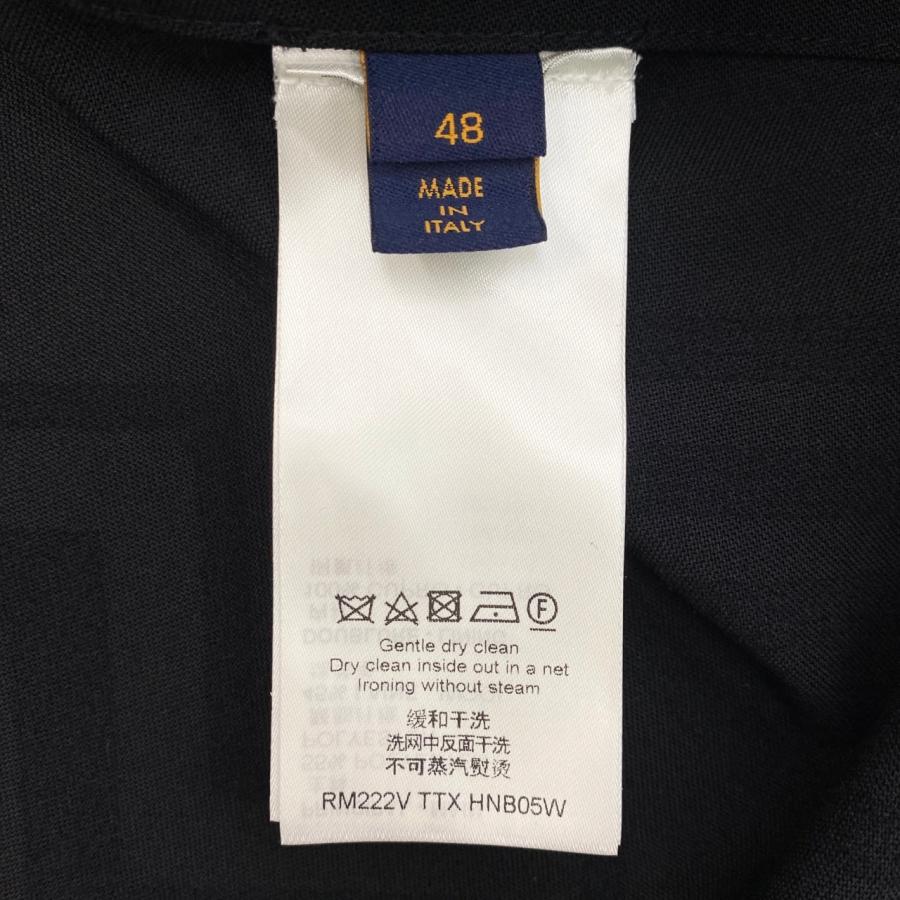 48
MADE
IN
ITALY
F
Gentle dry clean
Dry clean inside out in a net
Ironing without steam
缓和干洗
洗网中反面干洗
不可蒸汽熨烫
RM222V TTX HNB05W